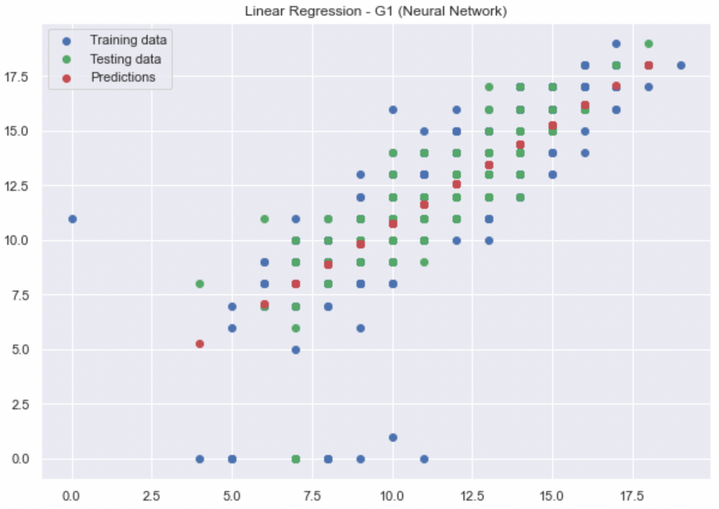 Linear Regression - G1 (Neural Network)
Training data
Testing data
Predictions
17.5
15.0
12.5
10.0
7.5
5.0
2.5
0.0
0.0 2.5 5.0 7.5 10.0 12.5 15.0 17.5